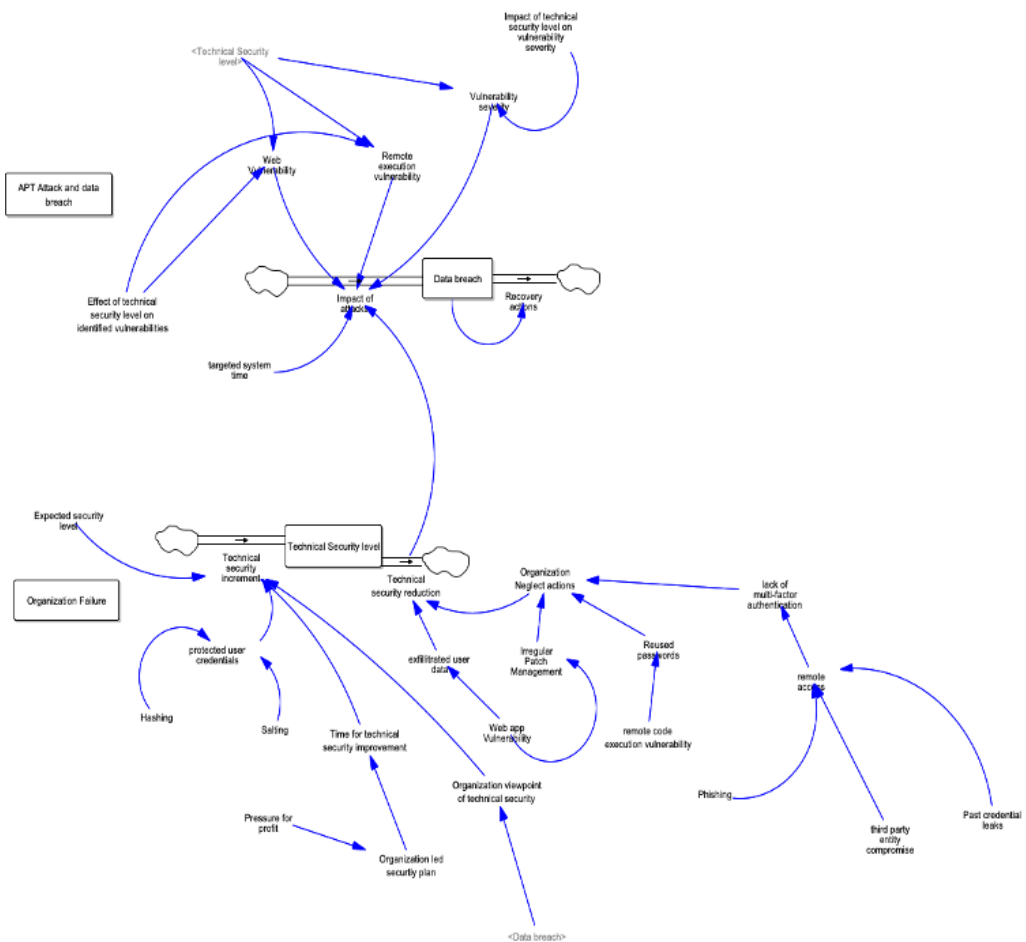 Impact of technical
security level on
vulnerability
severity
<Technical Security
level>
Vulnerability
severity
Web
Vulnerability
Remote
execution
vulnerability
APT Attack and data
breach
Data breach
Effect of technical
security level on
identified vulnerabilities
Impact of
attacks
Recovery
actions
targeted system
time
Expected security
level
Technical Security level
Technical
security
increment
Technical
security reduction
Organization
Neglect actions
lack of
multi-factor
authentication
Organization Failure
protected user
credentials
exfilitrated user
data
Irregular
Patch
Management
Reused
passwords
remote
access
Hashing
Salting
Time for technical
security improvement
Web app
Vulnerability
remote code
execution vulnerability
Organization viewpoint
of technical security
Phishing
Pressure for
profit
third party
entity
compromise
Past credential
leaks
Organization led
securtiy plan
<Data breach>